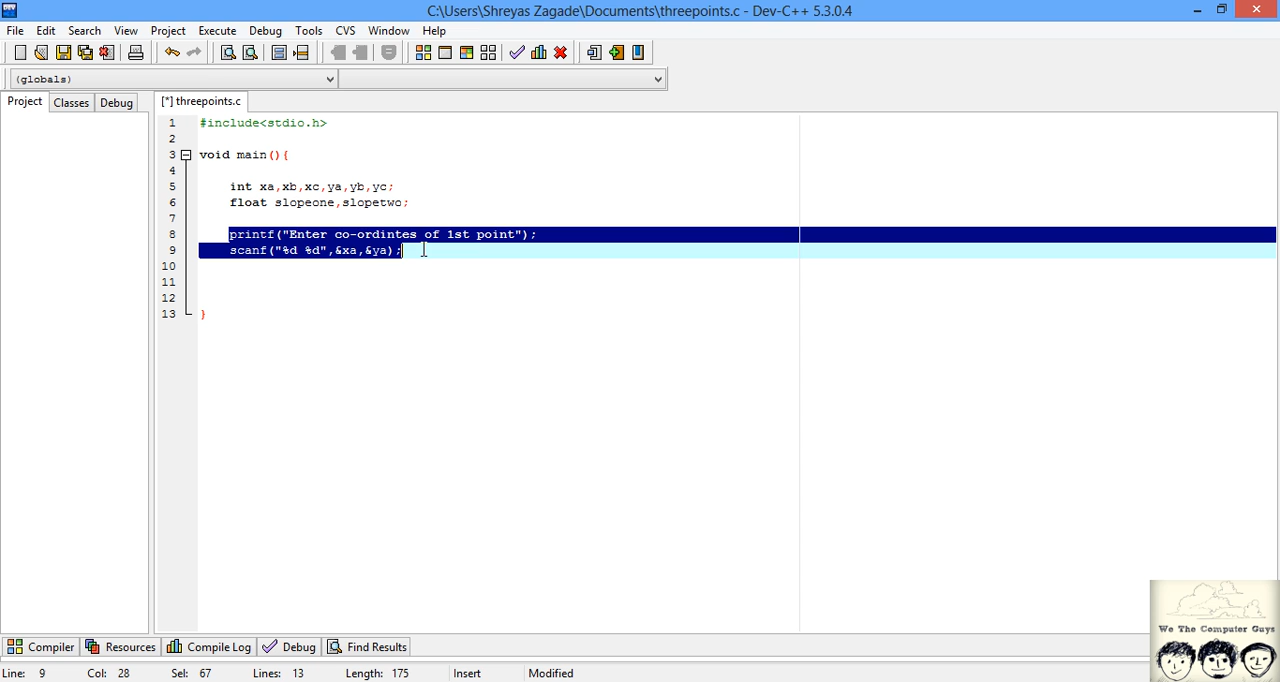 DEV
C:\Users\Shreyas Zagade\Documents\threepoints.c - Dev-C++ 5.3.0.4
File Edit Search View Project Execute Debug Tools CVS Window Help
(globals)
Project Classes Debug [*] threepoints.c
1 #include<stdio.h>
2
3 void main(){
4
5 int xa,xb,xc,ya,yb,yc;
6 float slopeone,slopetwo;
7
8 printf("Enter co-ordintes of 1st point");
9 scanf("%d %d",&xa,&ya);
10
11
12
13 }
We The Computer Guys
Compiler Resources Compile Log Debug Find Results
Line: 9 Col: 28 Sel: 67 Lines: 13 Length: 175 Insert Modified